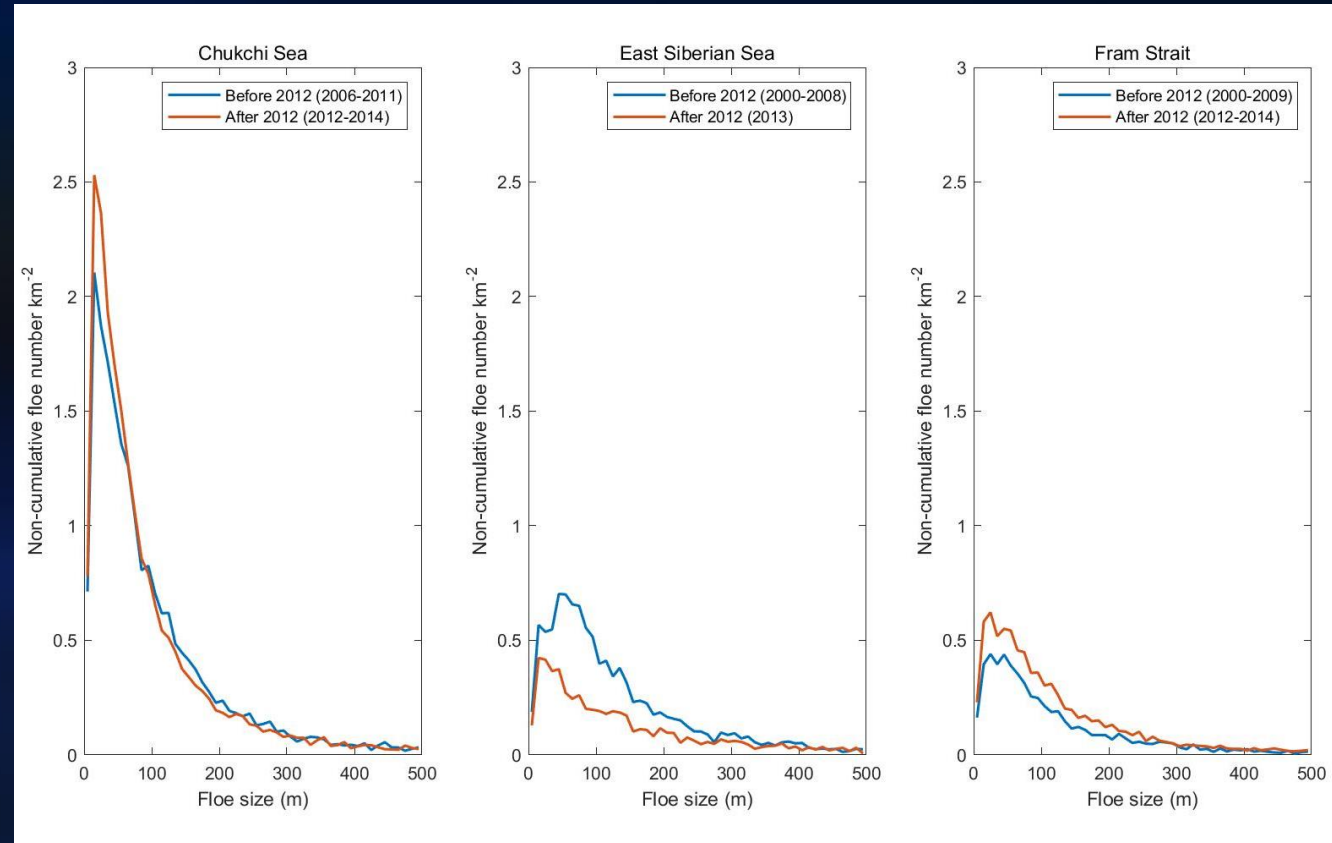 Chukchi Sea
3
2.5
2
1.5
1
0.5
0
Non-cumulative floe number km-2
0 100 200 300 400 500
Floe size (m)
Before 2012 (2006-2011)
After 2012 (2012-2014)
East Siberian Sea
3
2.5
2
1.5
1
0.5
0
Non-cumulative floe number km-2
0 100 200 300 400 500
Floe size (m)
Before 2012 (2000-2008)
After 2012 (2013)
Fram Strait
3
2.5
2
1.5
1
0.5
0
Non-cumulative floe number km-2
0 100 200 300 400 500
Floe size (m)
Before 2012 (2000-2009)
After 2012 (2012-2014)